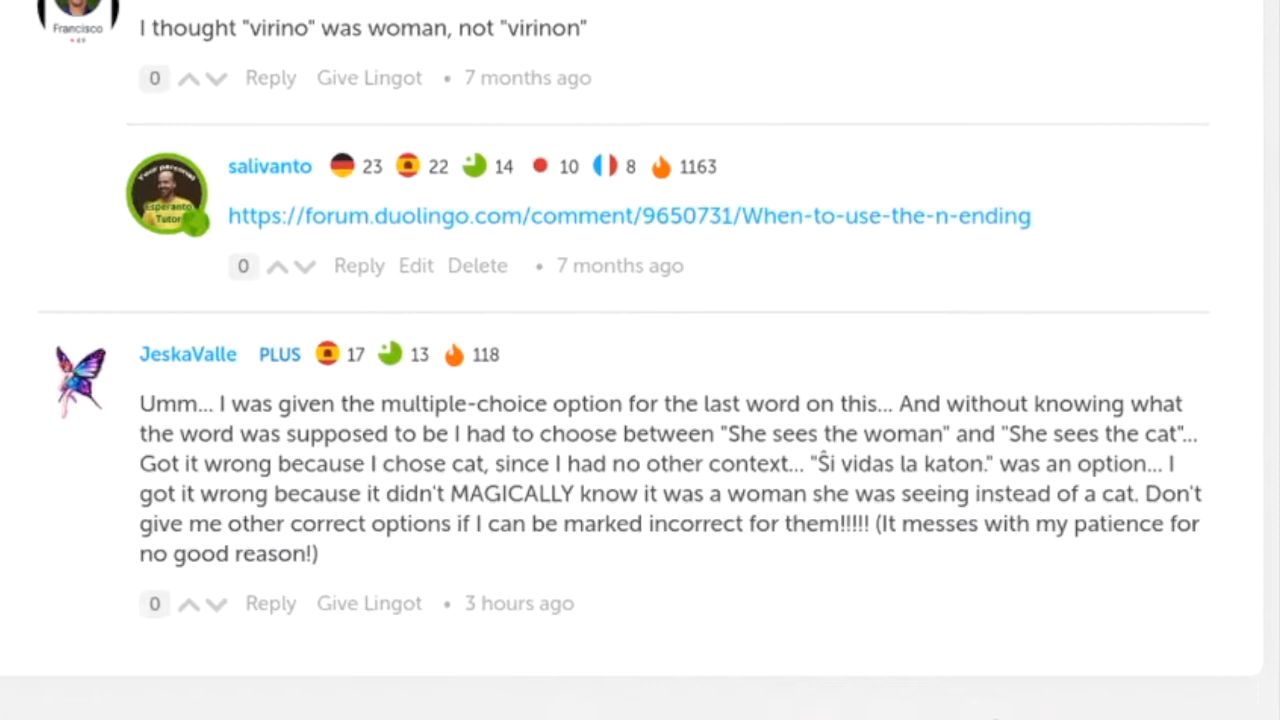 Francisco
I thought "virino" was woman, not "virinon"
0 Reply Give Lingot • 7 months ago
Your personal
Esperanto
Tutor
salivanto 23 22 14 10 8 1163
https://forum.duolingo.com/comment/9650731/When-to-use-the-n-ending
0 Reply Edit Delete • 7 months ago
JeskaValle PLUS 17 13 118
Umm... I was given the multiple-choice option for the last word on this... And without knowing what
the word was supposed to be I had to choose between "She sees the woman" and "She sees the cat"...
Got it wrong because I chose cat, since I had no other context... "Ŝi vidas la katon." was an option... I
got it wrong because it didn't MAGICALLY know it was a woman she was seeing instead of a cat. Don't
give me other correct options if I can be marked incorrect for them!!!!! (It messes with my patience for
no good reason!)
0 Reply Give Lingot • 3 hours ago